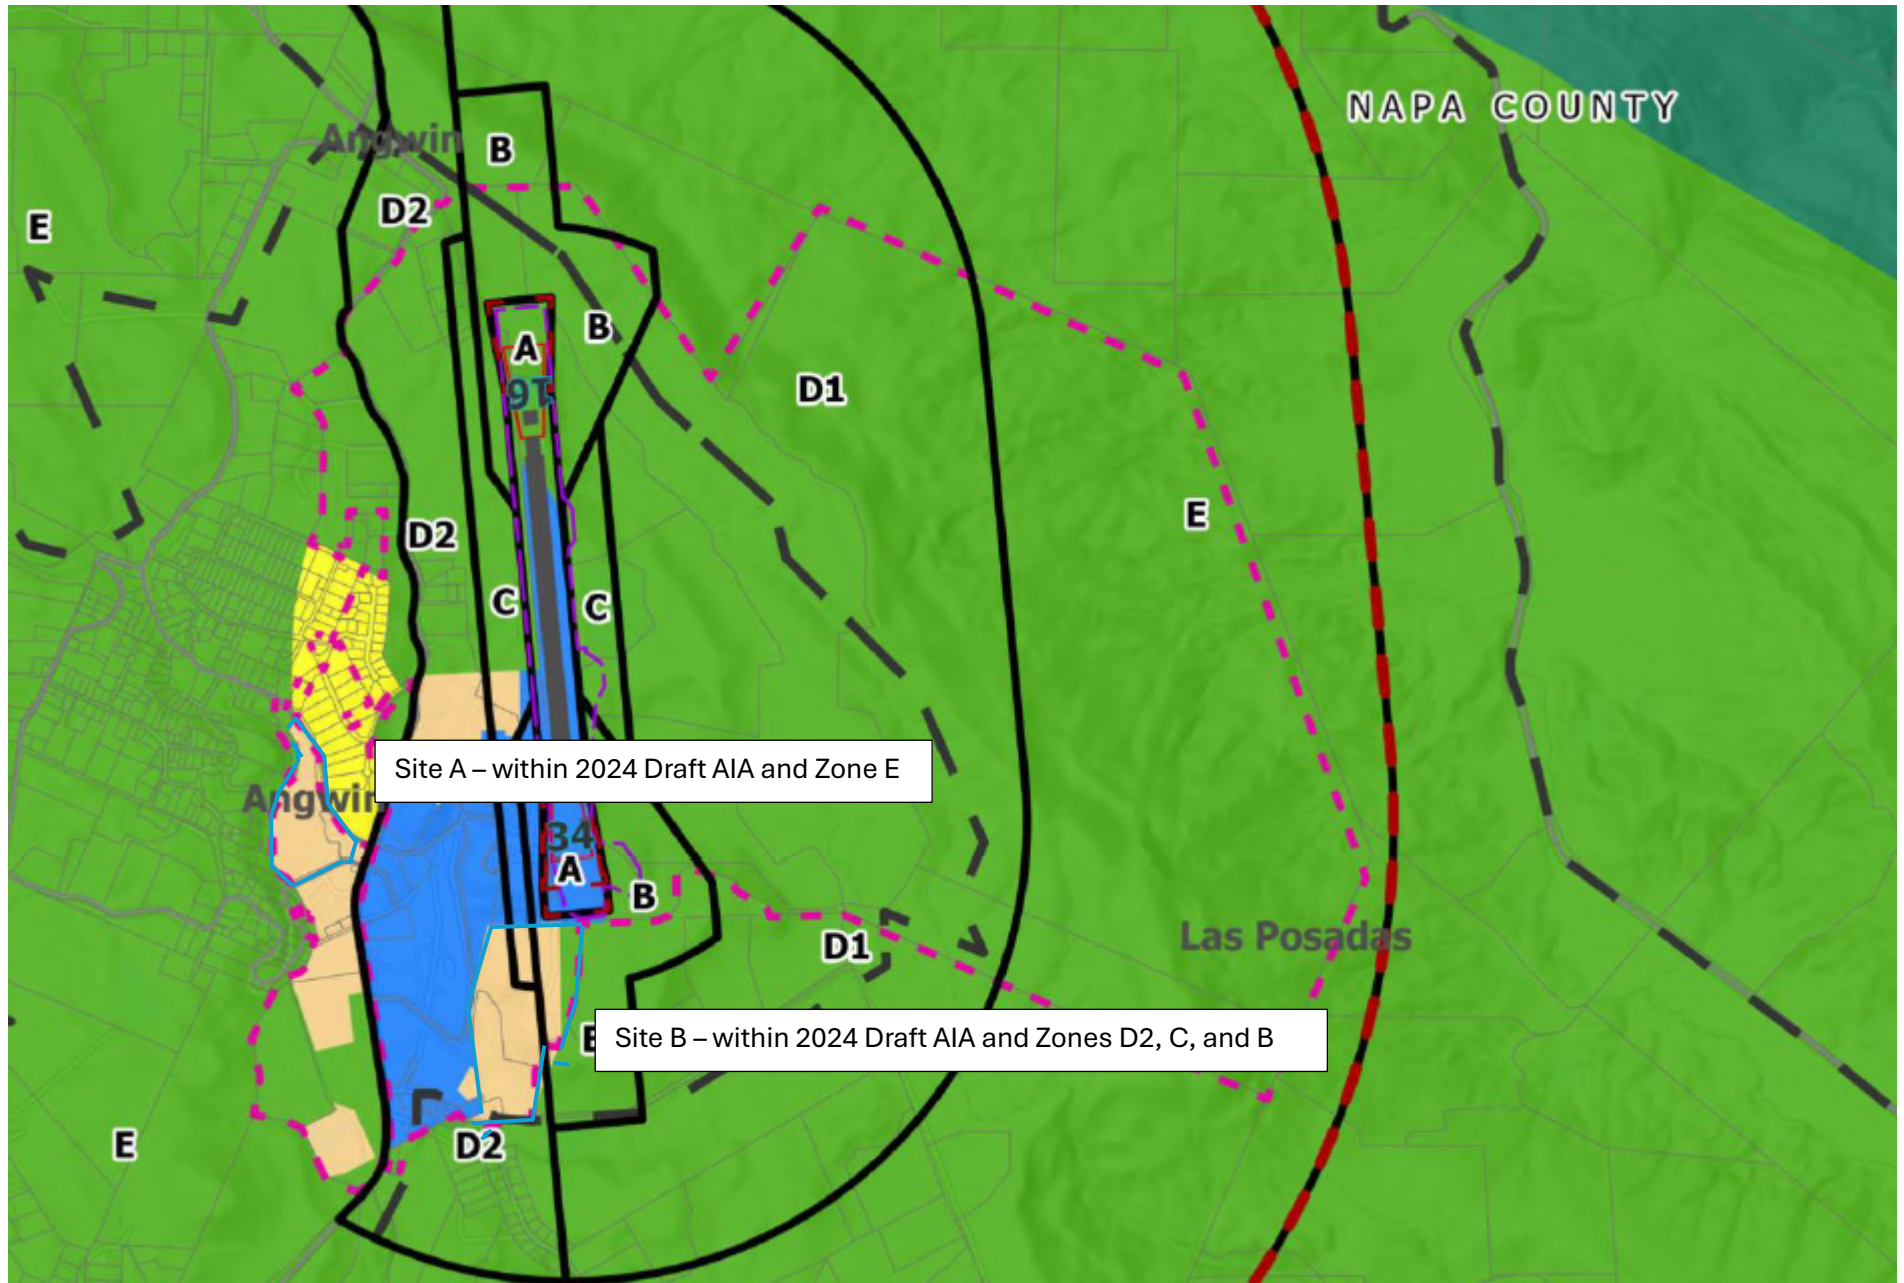 NAPA COUNTY
Angwin
B
D2
E
B
A
D1
E
D2
C
C
Site A – within 2024 Draft AIA and Zone E
Angwin
34
A
B
D1
Las Posadas
Site B – within 2024 Draft AIA and Zones D2, C, and B
E
D2